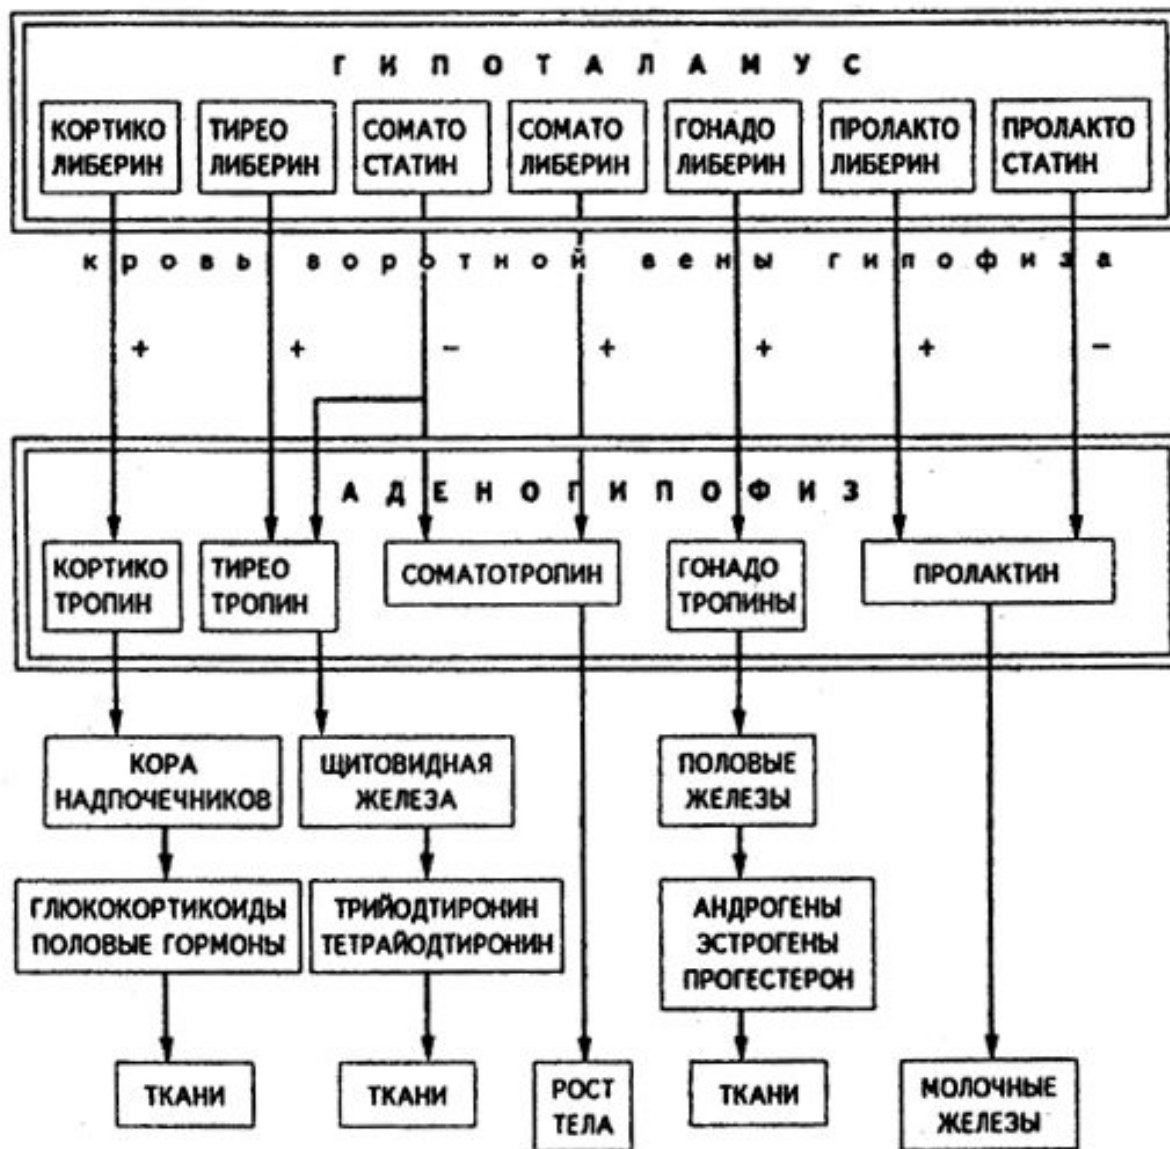 ГИПОТАЛАМУС
КОРТИКО
ЛИБЕРИН
ТИРЕО
ЛИБЕРИН
СОМАТО
СТАТИН
СОМАТО
ЛИБЕРИН
ГОНАДО
ЛИБЕРИН
ПРОЛАКТО
ЛИБЕРИН
ПРОЛАКТО
СТАТИН
кровь воротной вены гипофиза
+ + − + + + −
АДЕНОГИПОФИЗ
КОРТИКО
ТРОПИН
ТИРЕО
ТРОПИН
СОМАТОТРОПИН
ГОНАДО
ТРОПИНЫ
ПРОЛАКТИН
КОРА
НАДПОЧЕЧНИКОВ
ЩИТОВИДНАЯ
ЖЕЛЕЗА
ПОЛОВЫЕ
ЖЕЛЕЗЫ
ГЛЮКОКОРТИКОИДЫ
ПОЛОВЫЕ ГОРМОНЫ
ТРИЙОДТИРОНИН
ТЕТРАЙОДТИРОНИН
АНДРОГЕНЫ
ЭСТРОГЕНЫ
ПРОГЕСТЕРОН
ТКАНИ
ТКАНИ
РОСТ
ТЕЛА
ТКАНИ
МОЛОЧНЫЕ
ЖЕЛЕЗЫ